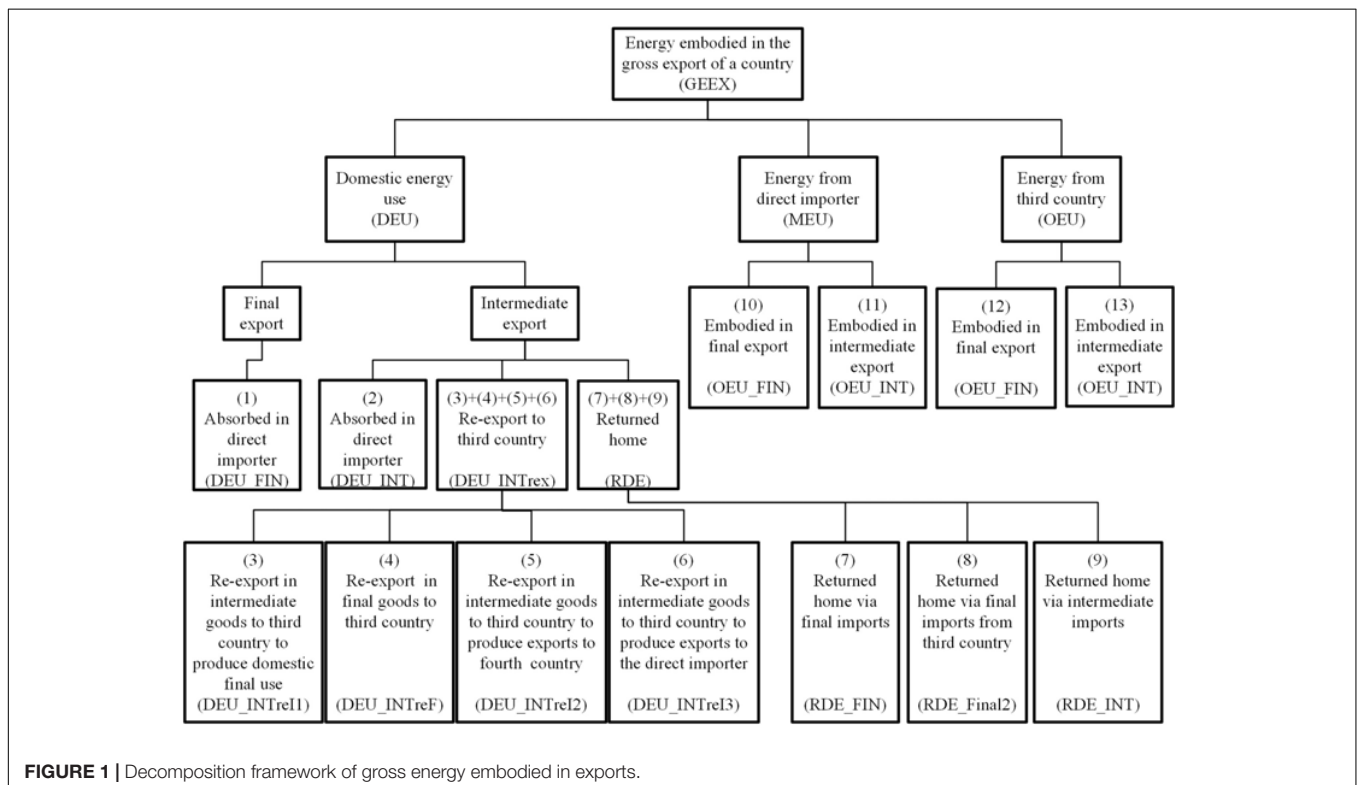 Energy embodied in the
gross export of a country
(GEEX)
Domestic energy
use
(DEU)
Energy from
direct importer
(MEU)
Energy from
third country
(OEU)
Final
export
Intermediate
export
(10)
Embodied in
final export
(OEU_FIN)
(11)
Embodied in
intermediate
export
(OEU_INT)
(12)
Embodied in
final export
(OEU_FIN)
(13)
Embodied in
intermediate
export
(OEU_INT)
(1)
Absorbed in
direct
importer
(DEU_FIN)
(2)
Absorbed in
direct
importer
(DEU_INT)
(3)+(4)+(5)+(6)
Re-export to
third country
(DEU_INTrex)
(7)+(8)+(9)
Returned
home
(RDE)
(3)
Re-export in
intermediate
goods to third
country to
produce domestic
final use
(DEU_INTreI1)
(4)
Re-export in
final goods to
third country
(DEU_INTreF)
(5)
Re-export in
intermediate goods
to third country to
produce exports to
fourth country
(DEU_INTreI2)
(6)
Re-export in
intermediate goods
to third country to
produce exports to
the direct importer
(DEU_INTreI3)
(7)
Returned
home via
final imports
(RDE_FIN)
(8)
Returned
home via final
imports from
third country
(RDE_Final2)
(9)
Returned home
via intermediate
imports
(RDE_INT)
FIGURE 1 | Decomposition framework of gross energy embodied in exports.